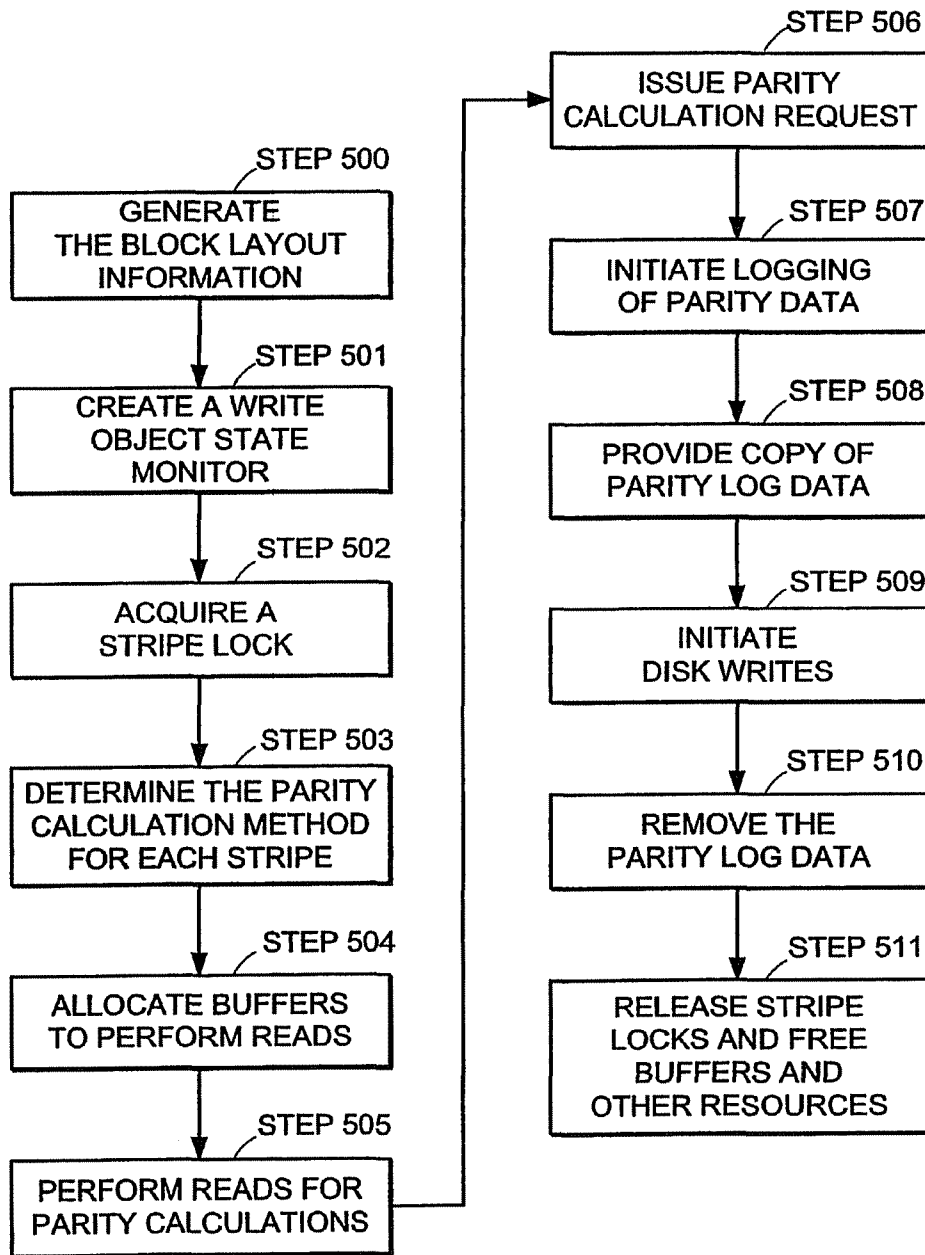 STEP 500
GENERATE
THE BLOCK LAYOUT
INFORMATION
STEP 501
CREATE A WRITE
OBJECT STATE
MONITOR
STEP 502
ACQUIRE A
STRIPE LOCK
STEP 503
DETERMINE THE PARITY
CALCULATION METHOD
FOR EACH STRIPE
STEP 504
ALLOCATE BUFFERS
TO PERFORM READS
STEP 505
PERFORM READS FOR
PARITY CALCULATIONS
STEP 506
ISSUE PARITY
CALCULATION REQUEST
STEP 507
INITIATE LOGGING
OF PARITY DATA
STEP 508
PROVIDE COPY OF
PARITY LOG DATA
STEP 509
INITIATE
DISK WRITES
STEP 510
REMOVE THE
PARITY LOG DATA
STEP 511
RELEASE STRIPE
LOCKS AND FREE
BUFFERS AND
OTHER RESOURCES